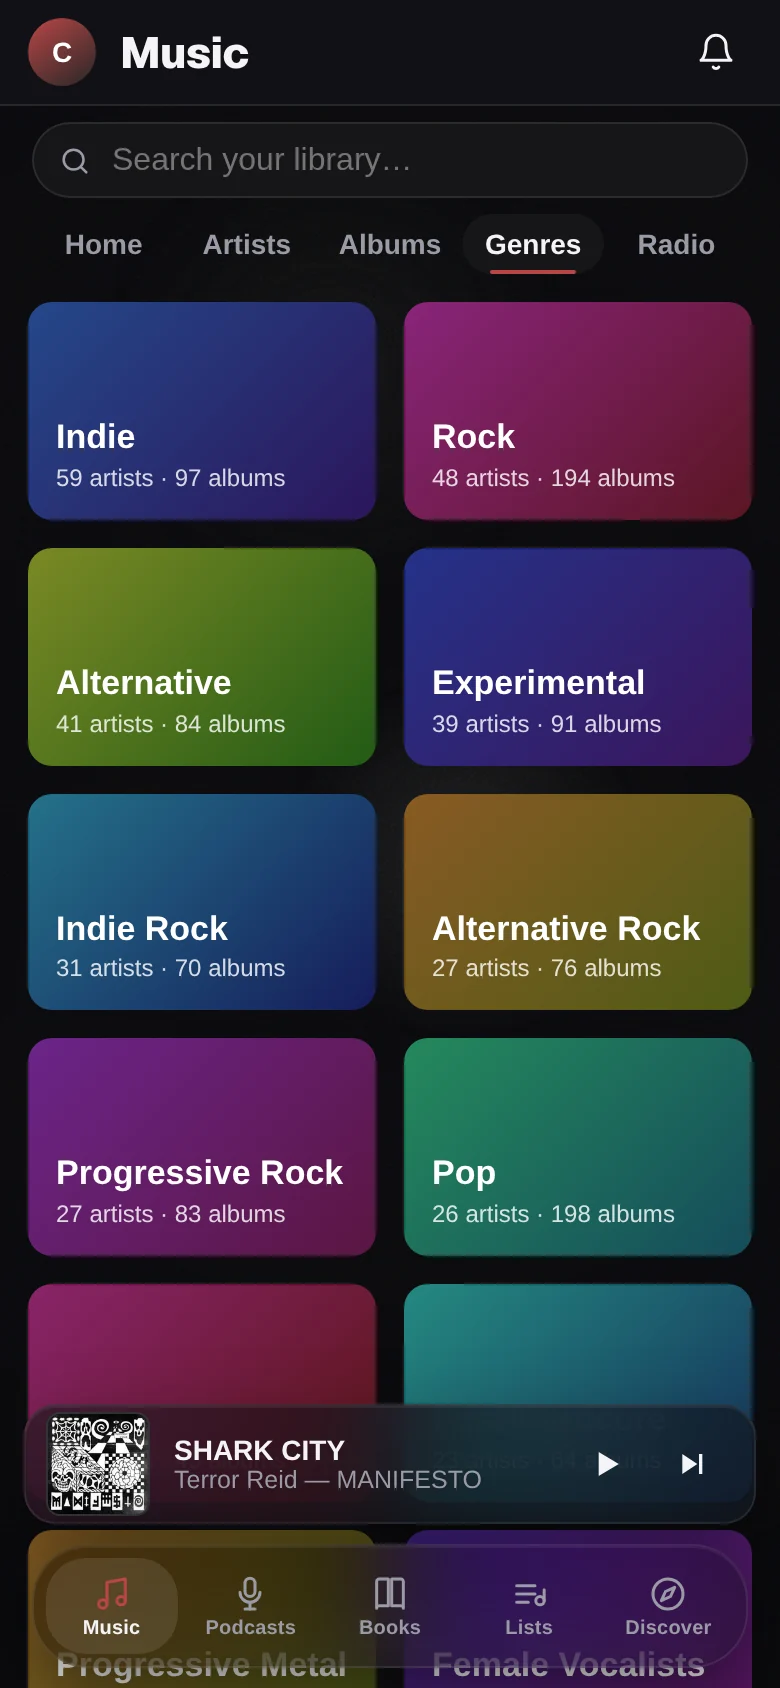 C
Music
Search your library…
Home Artists Albums Genres Radio
Indie
59 artists · 97 albums
Rock
48 artists · 194 albums
Alternative
41 artists · 84 albums
Experimental
39 artists · 91 albums
Indie Rock
31 artists · 70 albums
Alternative Rock
27 artists · 76 albums
Progressive Rock
27 artists · 83 albums
Pop
26 artists · 198 albums
SHARK CITY
Terror Reid — MANIFESTO
Music Podcasts Books Lists Discover
Progressive Metal
Female Vocalists